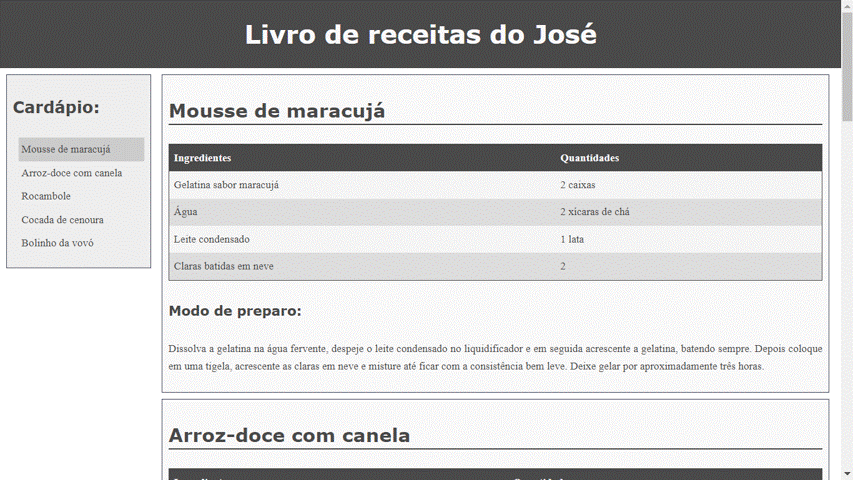 Livro de receitas do José
Cardápio:
Mousse de maracujá
Arroz-doce com canela
Rocambole
Cocada de cenoura
Bolinho da vovó
Mousse de maracujá
Ingredientes Quantidades
Gelatina sabor maracujá 2 caixas
Água 2 xícaras de chá
Leite condensado 1 lata
Claras batidas em neve 2
Modo de preparo:
Dissolva a gelatina na água fervente, despeje o leite condensado no liquidificador e em seguida acrescente a gelatina, batendo sempre. Depois coloque
em uma tigela, acrescente as claras em neve e misture até ficar com a consistência bem leve. Deixe gelar por aproximadamente três horas.
Arroz-doce com canela